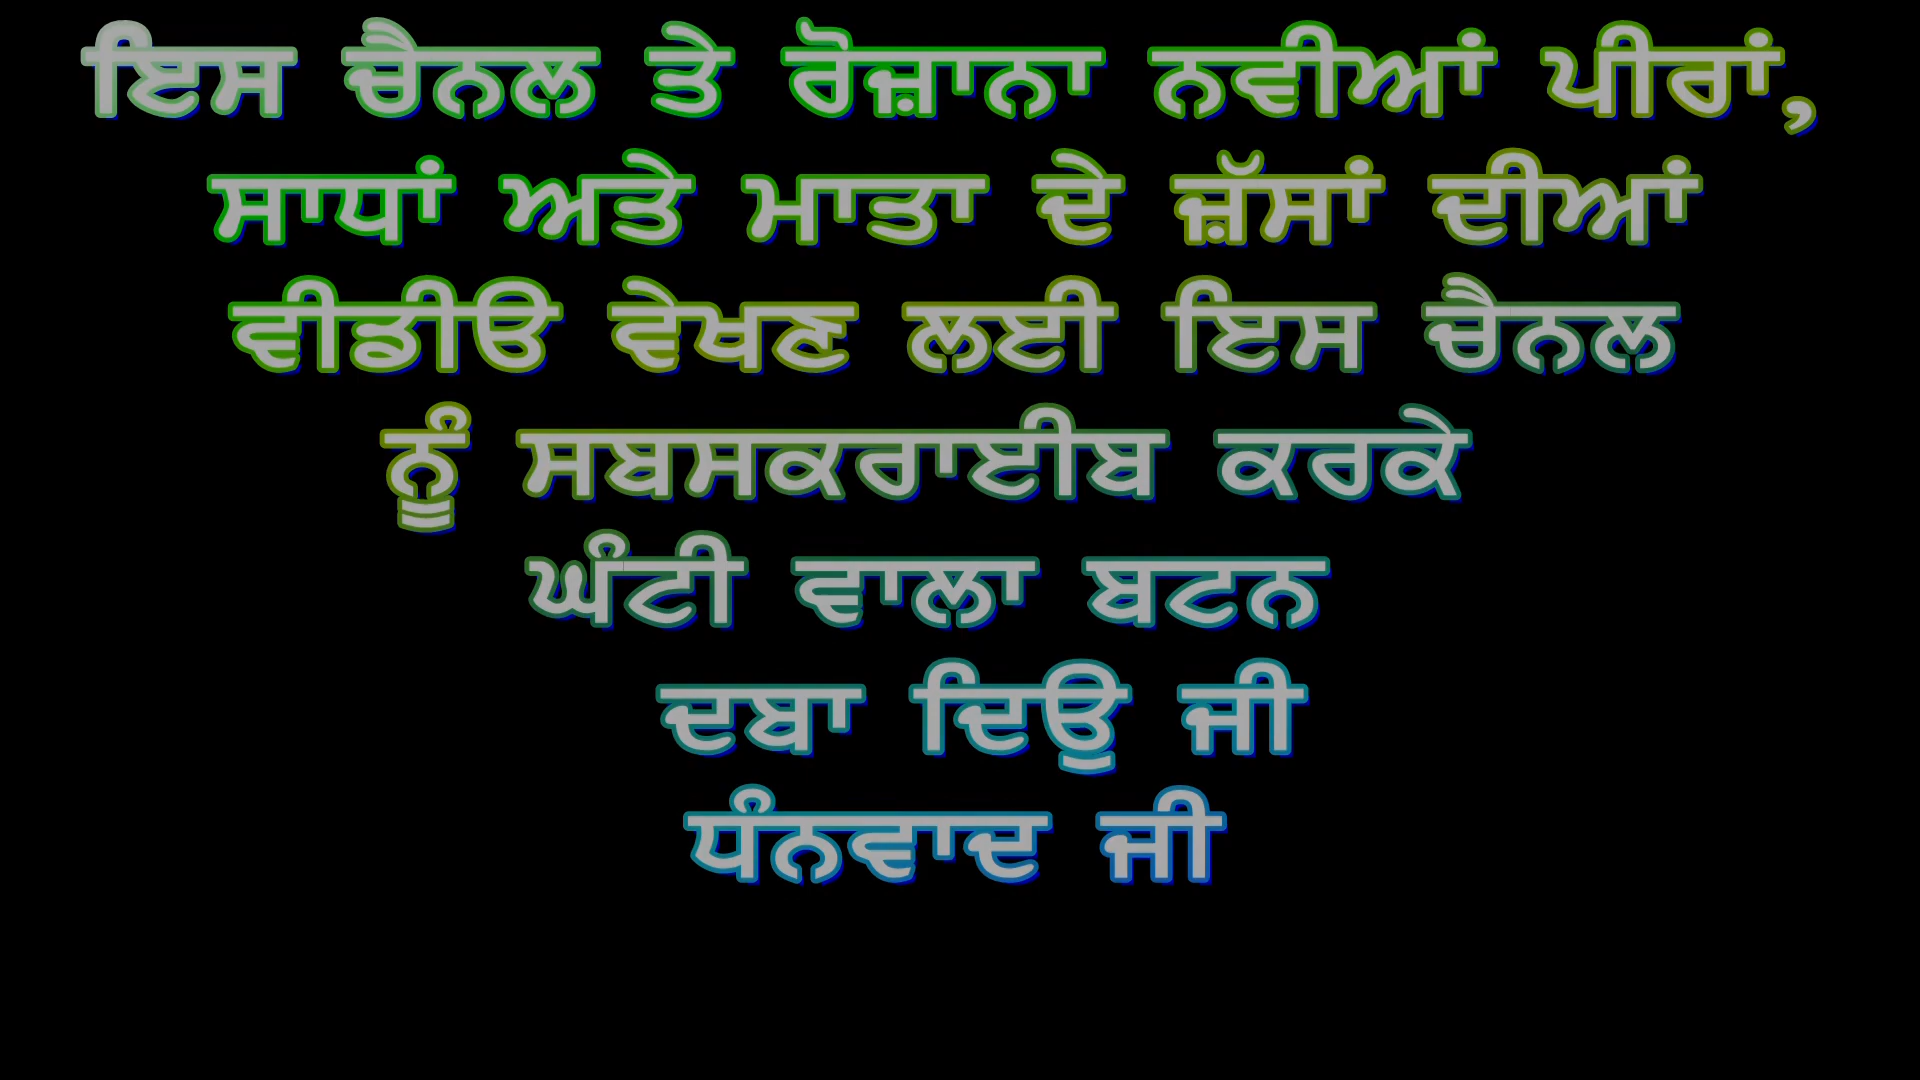 ਇਸ ਚੈਨਲ ਤੇ ਰੋਜ਼ਾਨਾ ਨਵੀਆਂ ਪੀਰਾਂ,
ਸਾਧਾਂ ਅਤੇ ਮਾਤਾ ਦੇ ਜ਼ੱਸਾਂ ਦੀਆਂ
ਵੀਡੀਓ ਵੇਖਣ ਲਈ ਇਸ ਚੈਨਲ
ਨੂੰ ਸਬਸਕਰਾਈਬ ਕਰਕੇ
ਘੰਟੀ ਵਾਲਾ ਬਟਨ
ਦਬਾ ਦਿਓੁ ਜੀ
ਧੰਨਵਾਦ ਜੀ